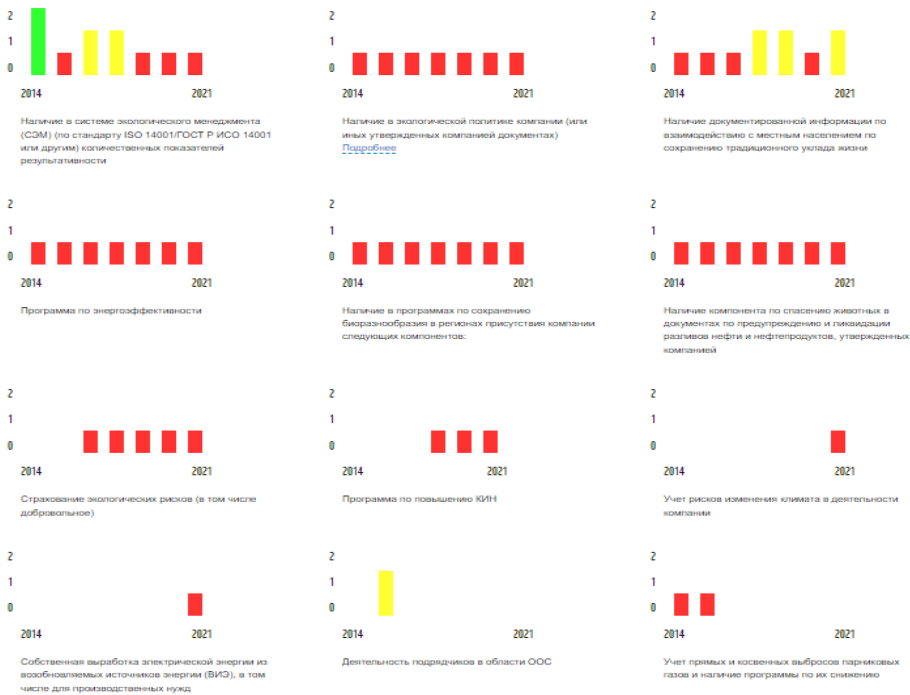 2
1
0
2014 2021
Наличие в системе экологического менеджмента
(СЭМ) (по стандарту ISO 14001/ГОСТ Р ИСО 14001
или другим) количественных показателей
результативности
2
1
0
2014 2021
Наличие в экологической политике компании (или
иных утвержденных компанией документах)
Подробнее
2
1
0
2014 2021
Наличие документированной информации по
взаимодействию с местным населением по
сохранению традиционного уклада жизни
2
1
0
2014 2021
Программа по энергоэффективности
2
1
0
2014 2021
Наличие в программах по сохранению
биоразнообразия в регионах присутствия компании
следующих компонентов:
2
1
0
2014 2021
Наличие компонента по спасению животных в
документах по предупреждению и ликвидации
разливов нефти и нефтепродуктов, утвержденных
компанией
2
1
0
2014 2021
Страхование экологических рисков (в том числе
добровольное)
2
1
0
2014 2021
Программа по повышению КИН
2
1
0
2014 2021
Учет рисков изменения климата в деятельности
компании
2
1
0
2014 2021
Собственная выработка электрической энергии из
возобновляемых источников энергии (ВИЭ), в том
числе для производственных нужд
2
1
0
2014 2021
Деятельность подрядчиков в области ООС
2
1
0
2014 2021
Учет прямых и косвенных выбросов парниковых
газов и наличие программы по их снижению